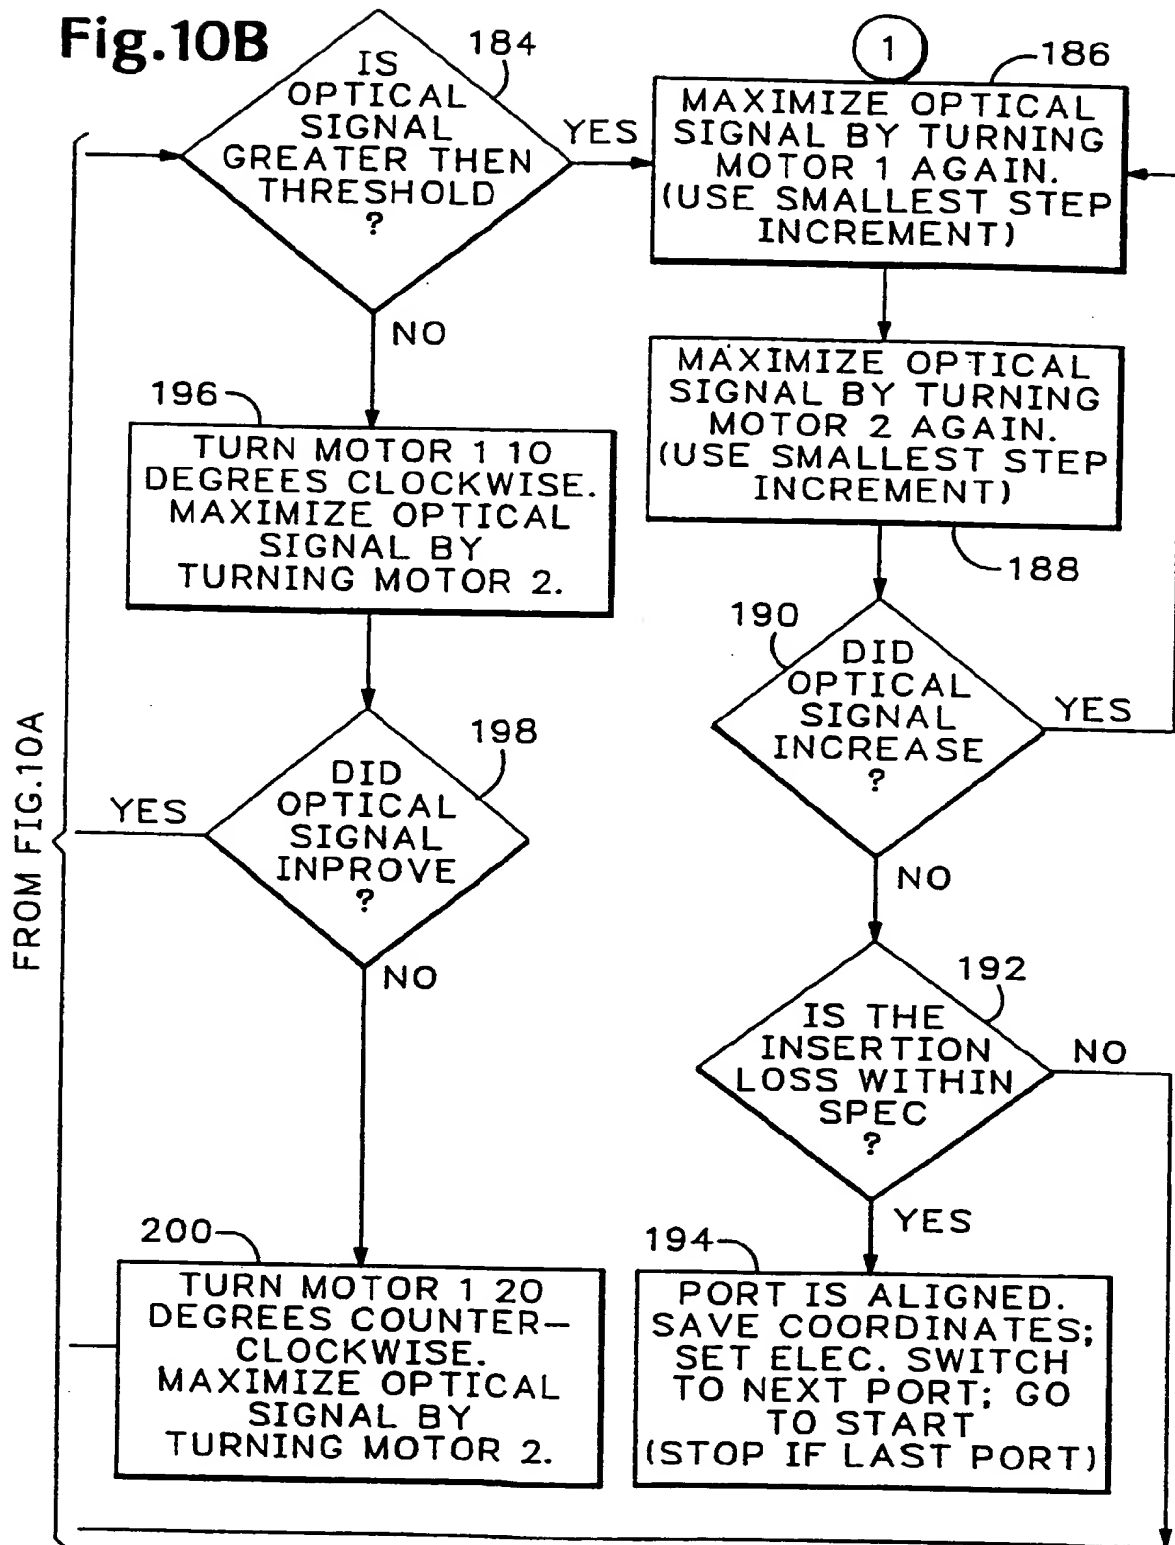 Fig.10B
184
IS
OPTICAL
SIGNAL
GREATER THEN
THRESHOLD
?
YES
NO
1
186
MAXIMIZE OPTICAL
SIGNAL BY TURNING
MOTOR 1 AGAIN.
(USE SMALLEST STEP
INCREMENT)
MAXIMIZE OPTICAL
SIGNAL BY TURNING
MOTOR 2 AGAIN.
(USE SMALLEST STEP
INCREMENT)
188
196
TURN MOTOR 1 10
DEGREES CLOCKWISE.
MAXIMIZE OPTICAL
SIGNAL BY
TURNING MOTOR 2.
190
DID
OPTICAL
SIGNAL
INCREASE
?
YES
NO
198
DID
OPTICAL
SIGNAL
INPROVE
?
YES
NO
FROM FIG.10A
192
IS THE
INSERTION
LOSS WITHIN
SPEC
?
NO
YES
200
TURN MOTOR 1 20
DEGREES COUNTER-
CLOCKWISE.
MAXIMIZE OPTICAL
SIGNAL BY
TURNING MOTOR 2.
194
PORT IS ALIGNED.
SAVE COORDINATES;
SET ELEC. SWITCH
TO NEXT PORT; GO
TO START
(STOP IF LAST PORT)